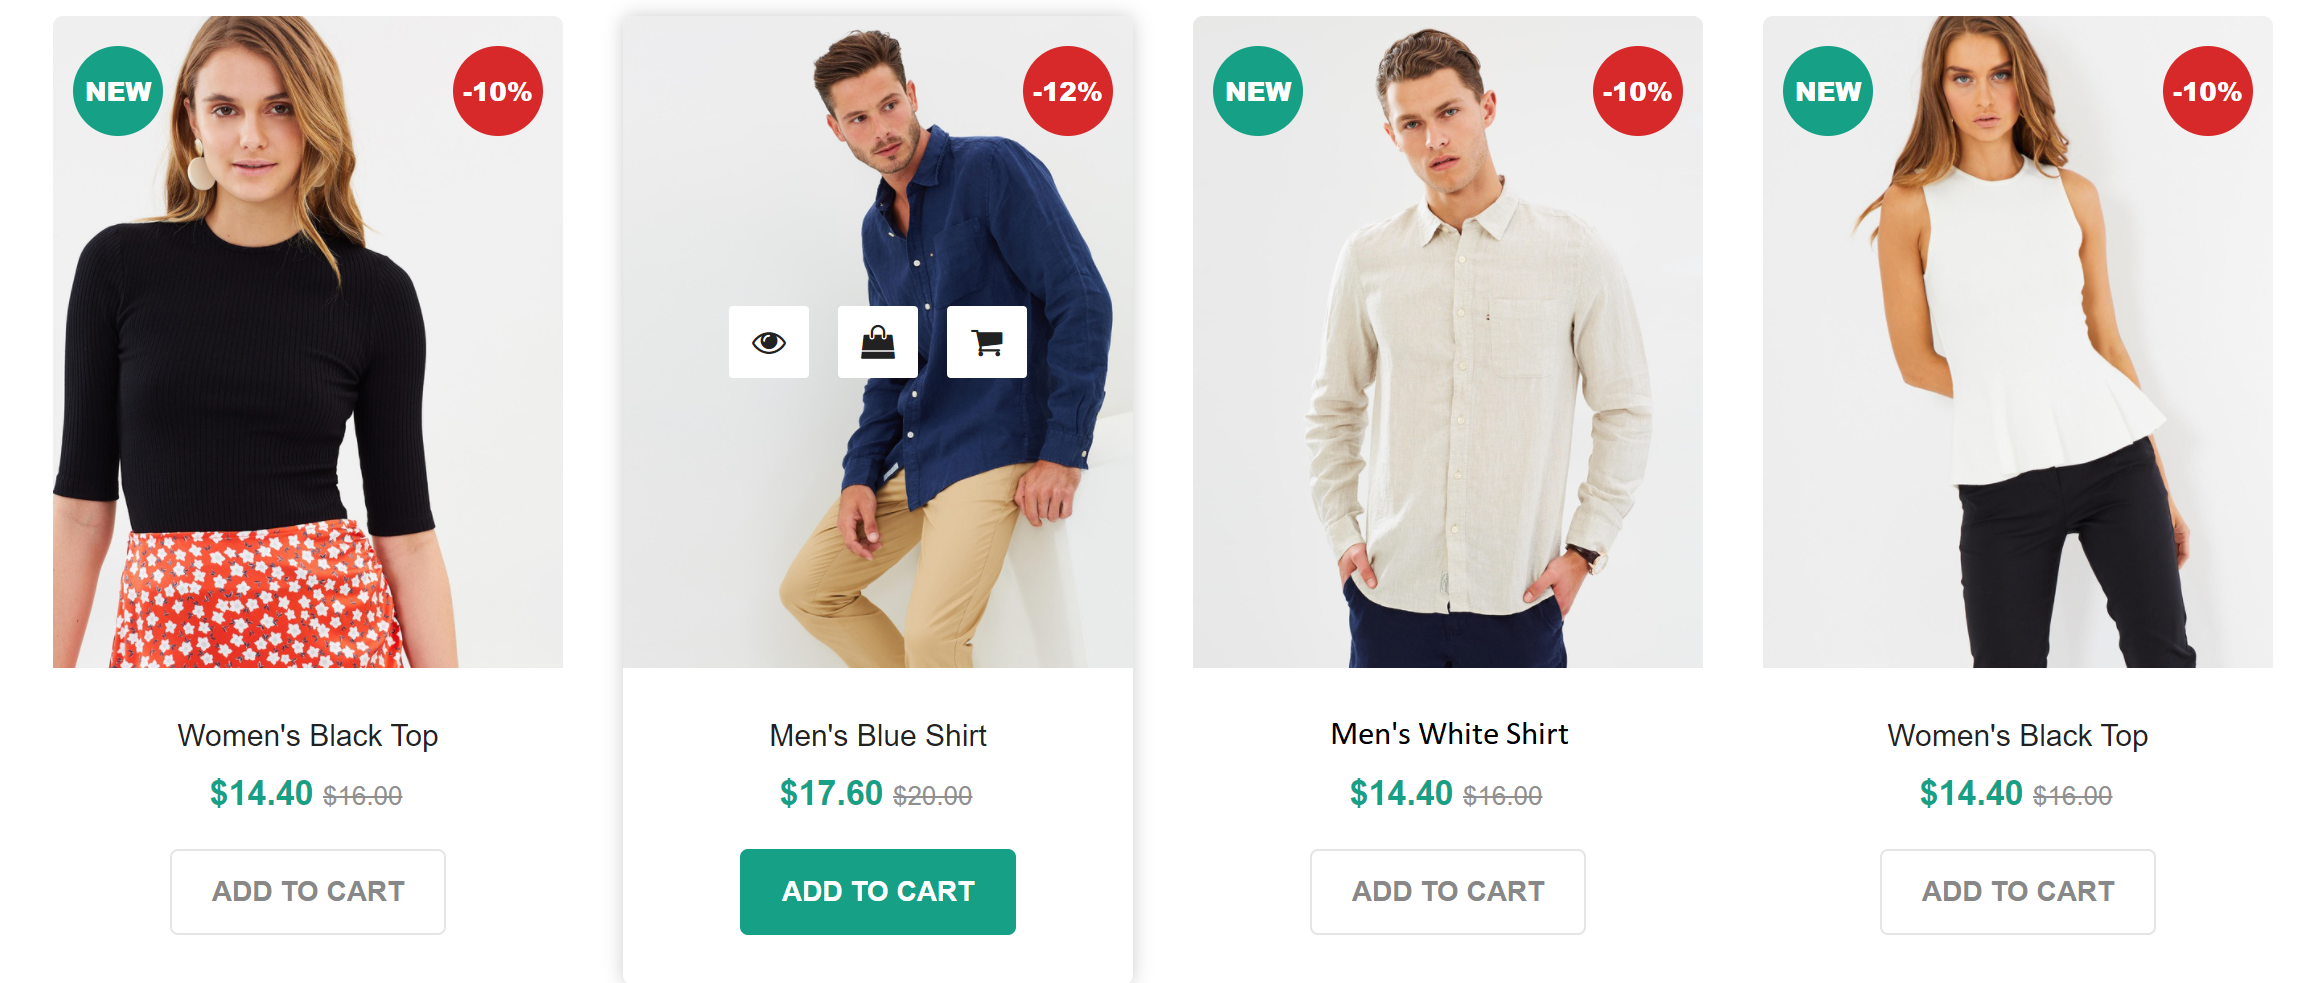 NEW
-10%
Women's Black Top
$14.40 $16.00
ADD TO CART
-12%
Men's Blue Shirt
$17.60 $20.00
ADD TO CART
NEW
-10%
Men's White Shirt
$14.40 $16.00
ADD TO CART
NEW
-10%
Women's Black Top
$14.40 $16.00
ADD TO CART